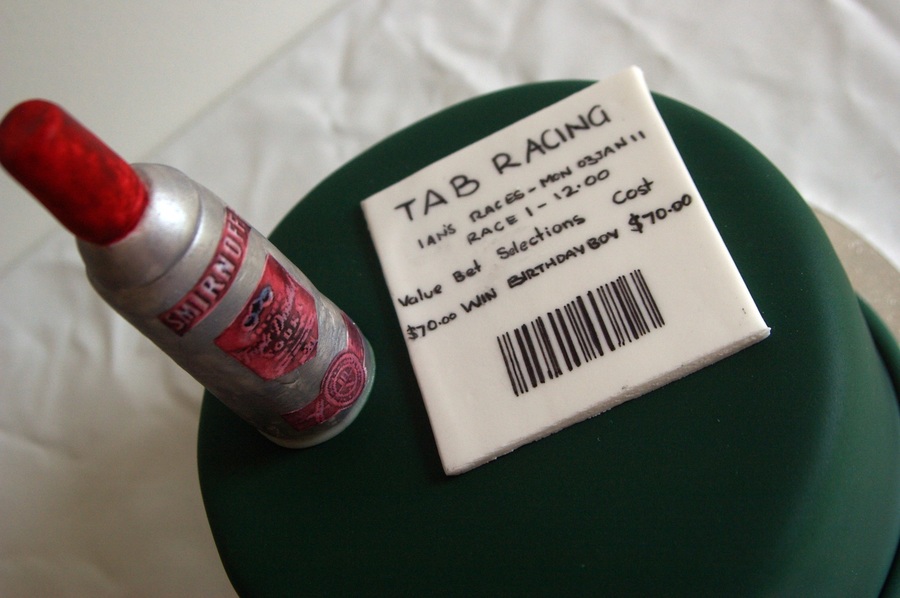 TAB RACING
IAN'S RACES - MON 03JAN11
RACE 1 - 12.00
Value Bet Selections Cost
$70.00 WIN BIRTHDAY BOY $70.00
SMIRNOFF